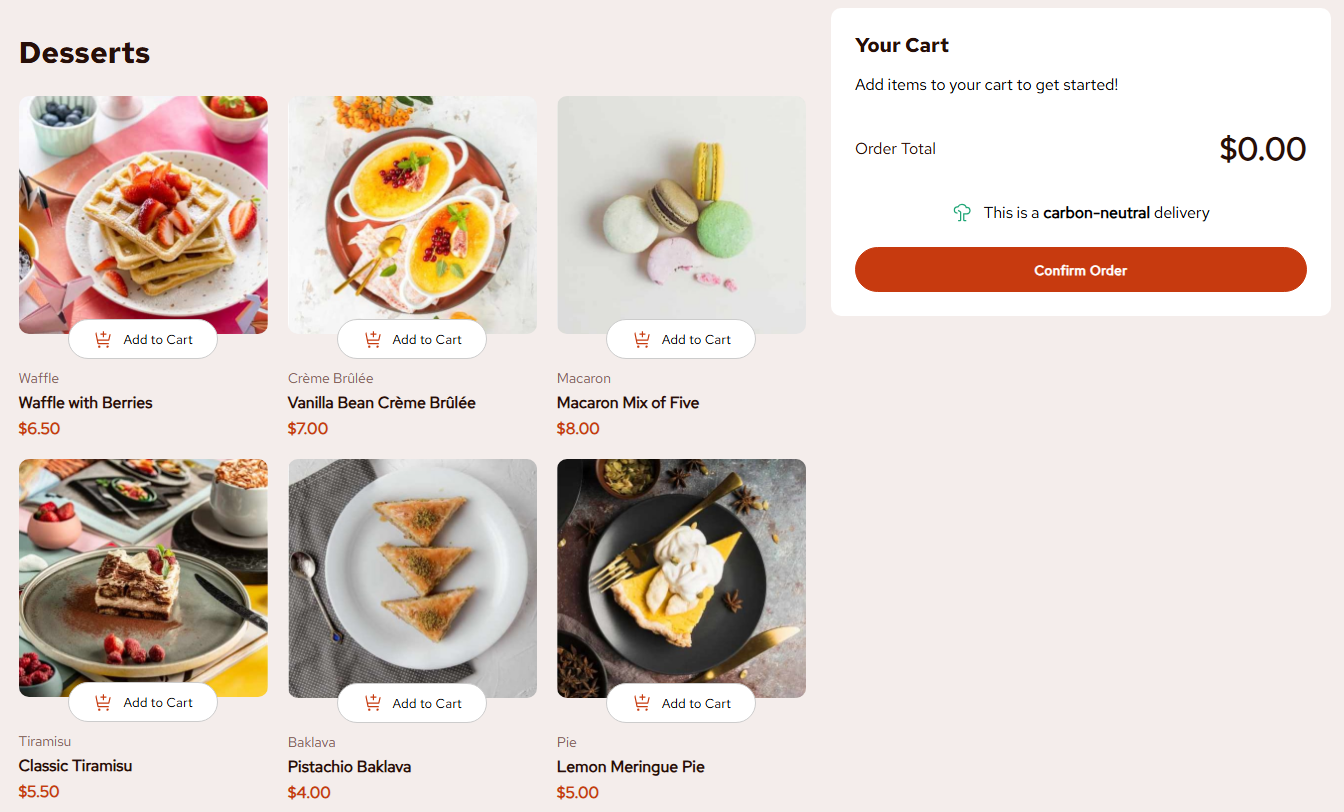 Desserts
Add to Cart
Waffle
Waffle with Berries
$6.50
Add to Cart
Crème Brûlée
Vanilla Bean Crème Brûlée
$7.00
Add to Cart
Macaron
Macaron Mix of Five
$8.00
Add to Cart
Tiramisu
Classic Tiramisu
$5.50
Add to Cart
Baklava
Pistachio Baklava
$4.00
Add to Cart
Pie
Lemon Meringue Pie
$5.00
Your Cart
Add items to your cart to get started!
Order Total $0.00
This is a carbon-neutral delivery
Confirm Order